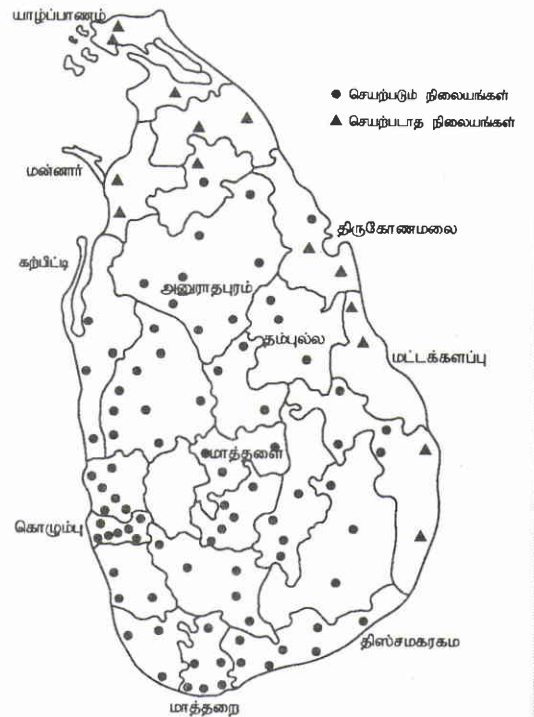 யாழ்ப்பாணம்
● செயற்படும் நிலையங்கள்
▲ செயற்படாத நிலையங்கள்
மன்னார்
திருகோணமலை
கற்பிட்டி
அனுராதபுரம்
தம்புல்ல
மட்டக்களப்பு
மாத்தளை
கொழும்பு
திஸ்சமகரகம
மாத்தறை